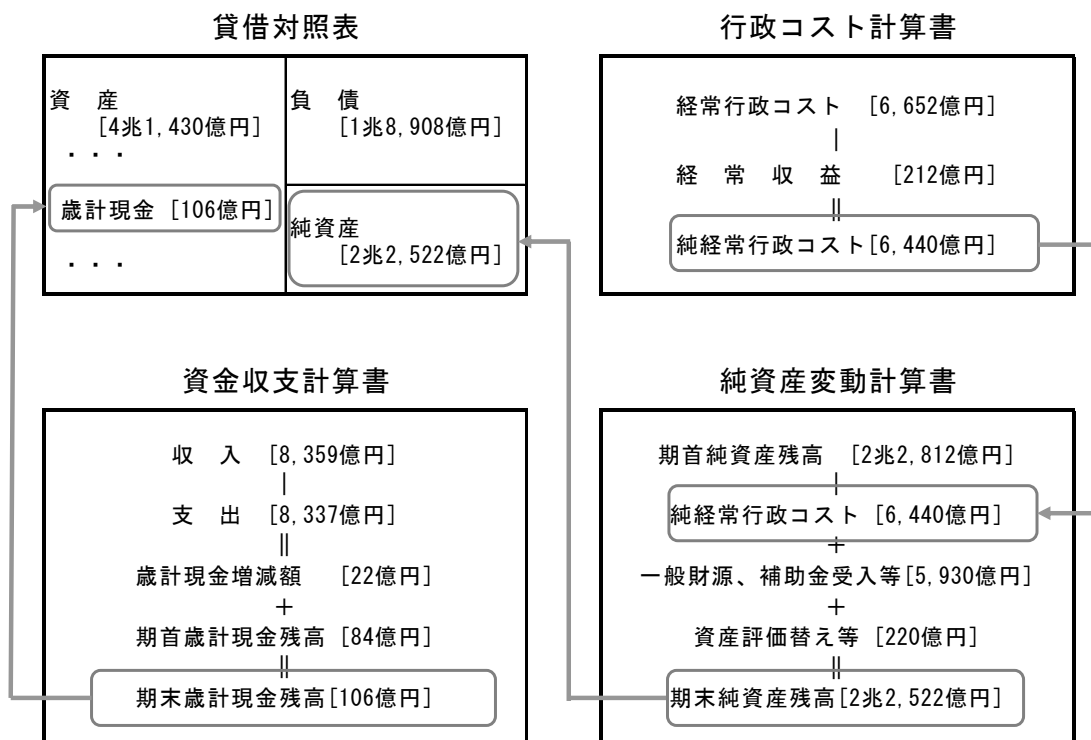 貸借対照表
資　産
[4兆1,430億円]
・・・
歳計現金 [106億円]
・・・
負　債
[1兆8,908億円]
純資産
[2兆2,522億円]
行政コスト計算書
経常行政コスト　[6,652億円]
｜
経　常　収　益　　[212億円]
||
純経常行政コスト[6,440億円]
資金収支計算書
収　入　[8,359億円]
｜
支　出　[8,337億円]
||
歳計現金増減額　[22億円]
＋
期首歳計現金残高 [84億円]
||
期末歳計現金残高[106億円]
純資産変動計算書
期首純資産残高　[2兆2,812億円]
｜
純経常行政コスト [6,440億円]
＋
一般財源、補助金受入等[5,930億円]
＋
資産評価替え等 [220億円]
||
期末純資産残高[2兆2,522億円]